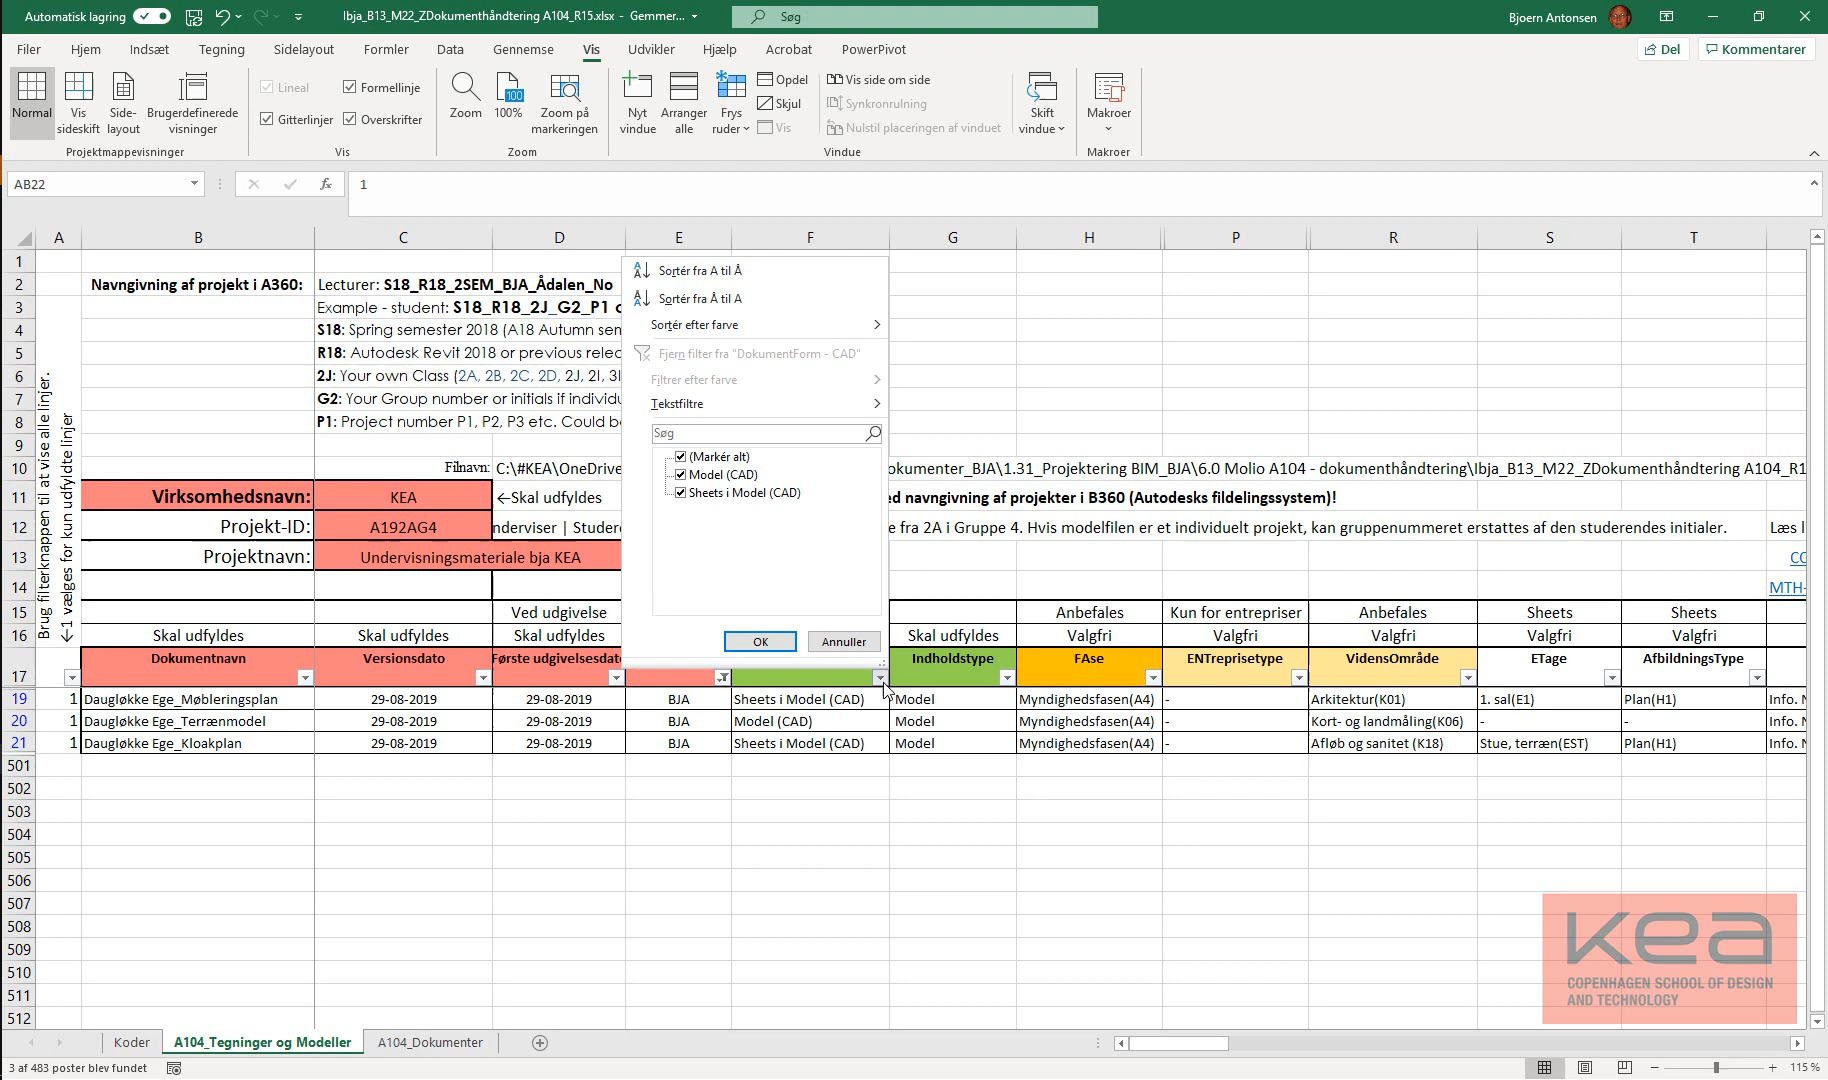 Automatisk lagring
Ibja_B13_M22_ZDokumenthåndtering A104_R15.xlsx - Gemmer...
Søg
Bjoern Antonsen
Filer Hjem Indsæt Tegning Sidelayout Formler Data Gennemse Vis Udvikler Hjælp Acrobat PowerPivot
Del Kommentarer
Normal
Vis sideskift
Side-layout
Brugerdefinerede visninger
Projektmappevisninger
Lineal Formellinje
Gitterlinjer Overskrifter
Vis
Zoom
100
100%
Zoom på markeringen
Zoom
Nyt vindue
Arranger alle
Frys ruder
Opdel
Skjul
Vis
Vis side om side
Synkronrulning
Nulstil placeringen af vinduet
Vindue
Skift vindue
Makroer
Makroer
AB22
fx
1
A B C D E F G H P R S T
1
2 Navngivning af projekt i A360: Lecturer: S18_R18_2SEM_BJA_Ådalen_No
3 Example - student: S18_R18_2J_G2_P1
4 S18: Spring semester 2018 (A18 Autumn sem
5 R18: Autodesk Revit 2018 or previous relea
6 2J: Your own Class (2A, 2B, 2C, 2D, 2J, 2I, 3I
7 G2: Your Group number or initials if individu
8 P1: Project number P1, P2, P3 etc. Could be
9
Brug filterknappen til at vise alle linjer.
←1 vælges for kun udfyldte linjer
10 Filnavn: C:\#KEA\OneDrive okumenter_BJA\1.31_Projektering BIM_BJA\6.0 Molio A104 - dokumenthåndtering\Ibja_B13_M22_ZDokumenthåndtering A104_R1
11 Virksomhedsnavn: KEA ←Skal udfyldes ed navngivning af projekter i B360 (Autodesks fildelingssystem)!
12 Projekt-ID: A192AG4 nderviser | Studere e fra 2A i Gruppe 4. Hvis modelfilen er et individuelt projekt, kan gruppenummeret erstattes af den studerendes initialer. Læs l
13 Projektnavn: Undervisningsmateriale bja KEA CC
14 MTH-
15 Ved udgivelse Anbefales Kun for entrepriser Anbefales Sheets Sheets
16 Skal udfyldes Skal udfyldes Skal udfyldes Skal udfyldes Valgfri Valgfri Valgfri Valgfri Valgfri
17 Dokumentnavn Versionsdato Første udgivelsesdato Indholdstype FAse ENTreprisetype VidensOmråde ETage AfbildningsType
19 1 Daugløkke Ege_Møbleringsplan 29-08-2019 29-08-2019 BJA Sheets i Model (CAD) Model Myndighedsfasen(A4) - Arkitektur(K01) 1. sal(E1) Plan(H1) Info. N
20 1 Daugløkke Ege_Terrænmodel 29-08-2019 29-08-2019 BJA Model (CAD) Model Myndighedsfasen(A4) - Kort- og landmåling(K06) - - 
21 1 Daugløkke Ege_Kloakplan 29-08-2019 29-08-2019 BJA Sheets i Model (CAD) Model Myndighedsfasen(A4) - Afløb og sanitet (K18) Stue, terræn(EST) Plan(H1) Info. N
501
502
503
504
505
506
507
508
509
510
511
512
Sortér fra A til Å
Sortér fra Å til A
Sortér efter farve
Fjern filter fra "DokumentForm - CAD"
Filtrer efter farve
Tekstfiltre
Søg
(Markér alt)
Model (CAD)
Sheets i Model (CAD)
OK Annuller
kea
COPENHAGEN SCHOOL OF DESIGN
AND TECHNOLOGY
Koder A104_Tegninger og Modeller A104_Dokumenter
3 af 483 poster blev fundet
115 %